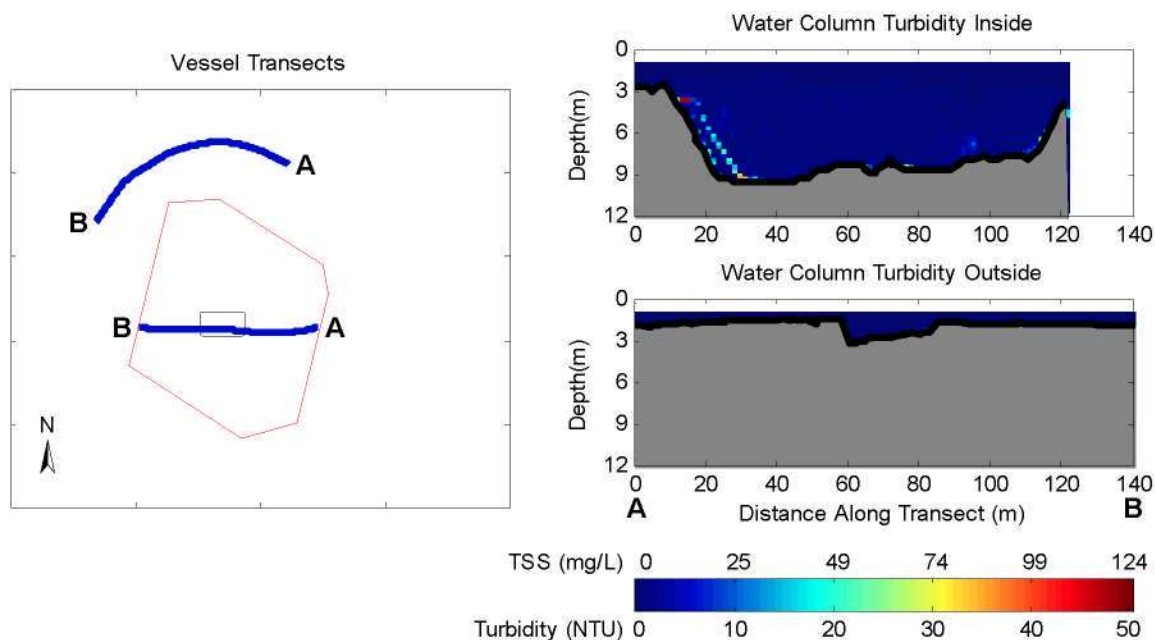 Vessel Transects
A
B
B
A
N
Water Column Turbidity Inside
Depth(m)
0
3
6
9
12
0 20 40 60 80 100 120 140
Water Column Turbidity Outside
Depth(m)
0
3
6
9
12
0 20 40 60 80 100 120 140
A Distance Along Transect (m) B
TSS (mg/L) 0 25 49 74 99 124
Turbidity (NTU) 0 10 20 30 40 50